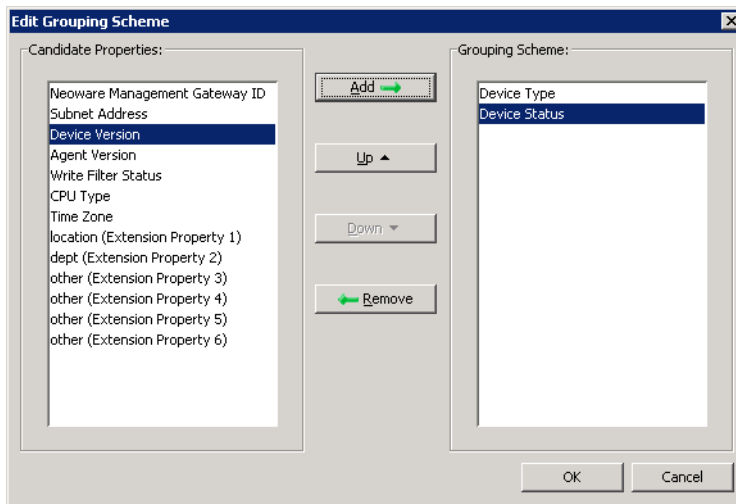 Edit Grouping Scheme
Candidate Properties:
Neoware Management Gateway ID
Subnet Address
Device Version
Agent Version
Write Filter Status
CPU Type
Time Zone
location (Extension Property 1)
dept (Extension Property 2)
other (Extension Property 3)
other (Extension Property 4)
other (Extension Property 5)
other (Extension Property 6)
Add
Up
Down
Remove
Grouping Scheme:
Device Type
Device Status
OK
Cancel